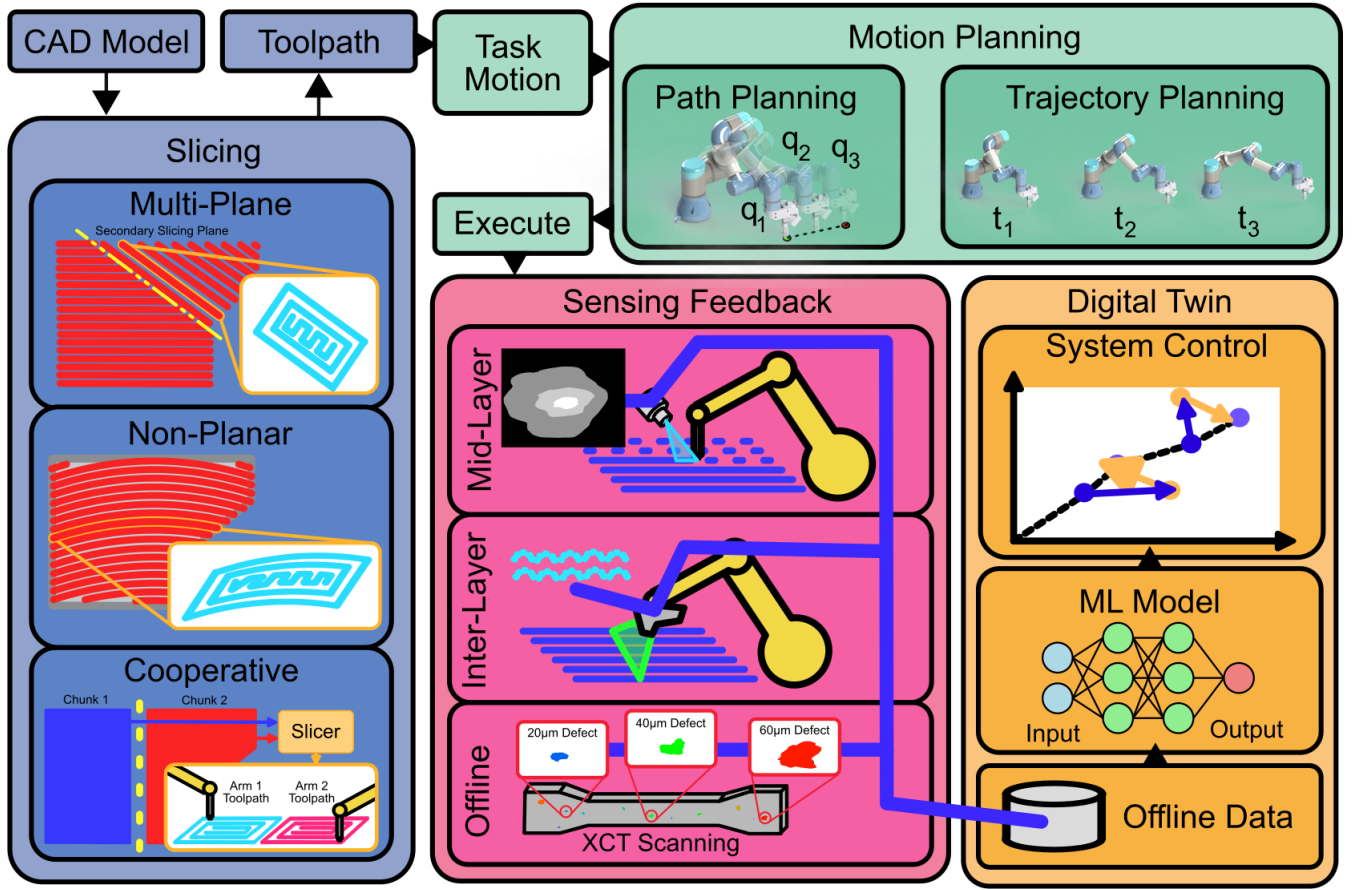 CAD Model
Toolpath
Task
Motion
Motion Planning
Path Planning
q1
q2
q3
Trajectory Planning
t1
t2
t3
Execute
Slicing
Multi-Plane
Secondary Slicing Plane
Non-Planar
Cooperative
Chunk 1
Chunk 2
Slicer
Arm 1
Toolpath
Arm 2
Toolpath
Sensing Feedback
Mid-Layer
Inter-Layer
Offline
20μm Defect
40μm Defect
60μm Defect
XCT Scanning
Digital Twin
System Control
ML Model
Input
Output
Offline Data